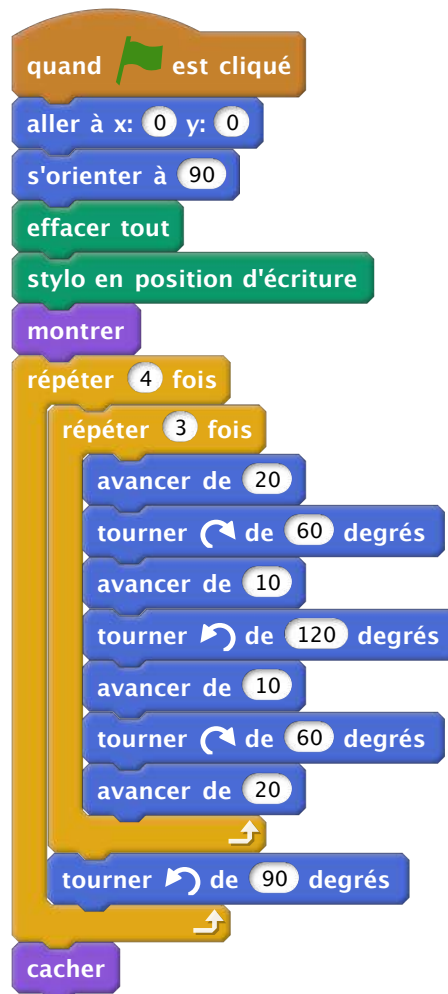 quand est cliqué
aller à x: 0 y: 0
s'orienter à 90
effacer tout
stylo en position d'écriture
montrer
répéter 4 fois
répéter 3 fois
avancer de 20
tourner de 60 degrés
avancer de 10
tourner de 120 degrés
avancer de 10
tourner de 60 degrés
avancer de 20
tourner de 90 degrés
cacher